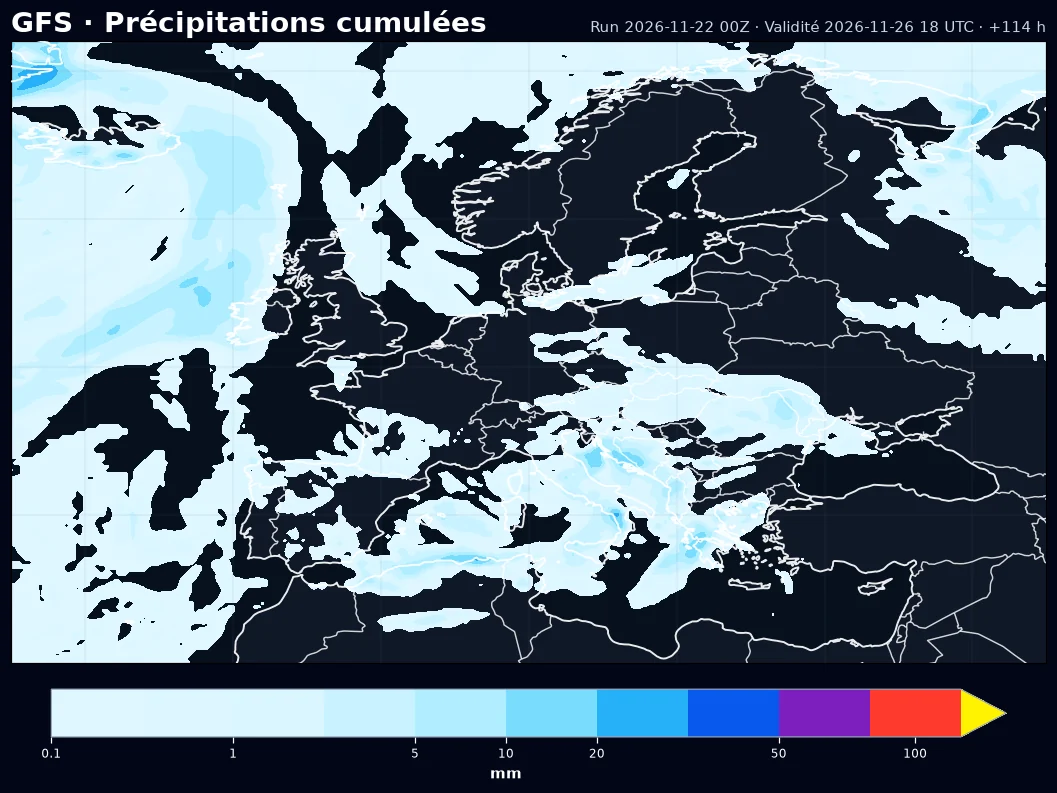 GFS · Précipitations cumulées
Run 2026-11-22 00Z · Validité 2026-11-26 18 UTC · +114 h
0.1 1 5 10 20 50 100
mm